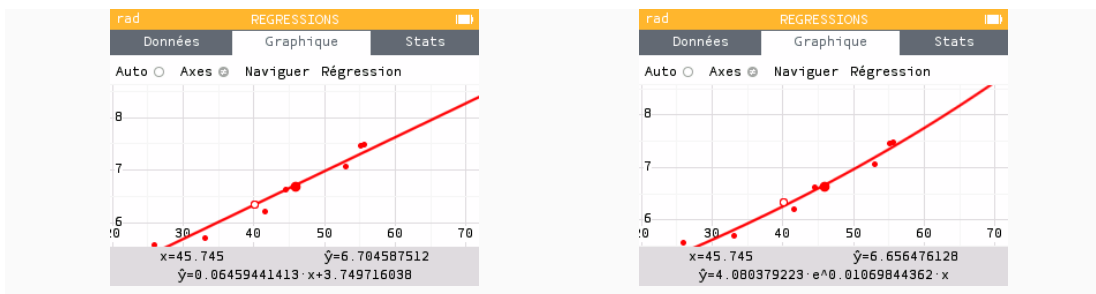 rad REGRESSIONS
Données Graphique Stats
Auto Axes Naviguer Régression
8
7
6
20 30 40 50 60 70
x=45.745 ŷ=6.704587512
ŷ=0.06459441413·x+3.749716038
rad REGRESSIONS
Données Graphique Stats
Auto Axes Naviguer Régression
8
7
6
20 30 40 50 60 70
x=45.745 ŷ=6.656476128
ŷ=4.080379223·e^0.01069844362·x